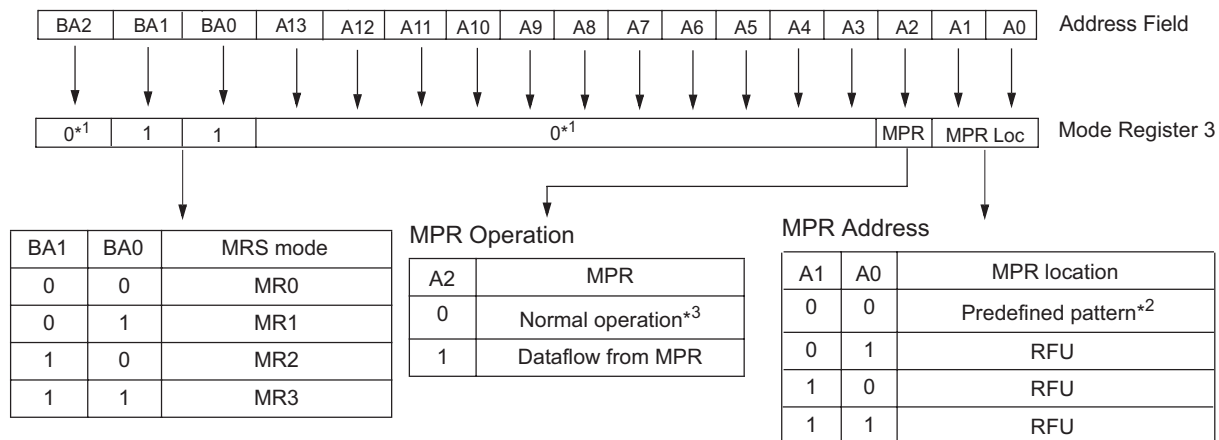 BA2 BA1 BA0 A13 A12 A11 A10 A9 A8 A7 A6 A5 A4 A3 A2 A1 A0 Address Field
0*1 1 1 0*1 MPR MPR Loc Mode Register 3
BA1 BA0 MRS mode
0 0 MR0
0 1 MR1
1 0 MR2
1 1 MR3
MPR Operation
A2 MPR
0 Normal operation*3
1 Dataflow from MPR
MPR Address
A1 A0 MPR location
0 0 Predefined pattern*2
0 1 RFU
1 0 RFU
1 1 RFU